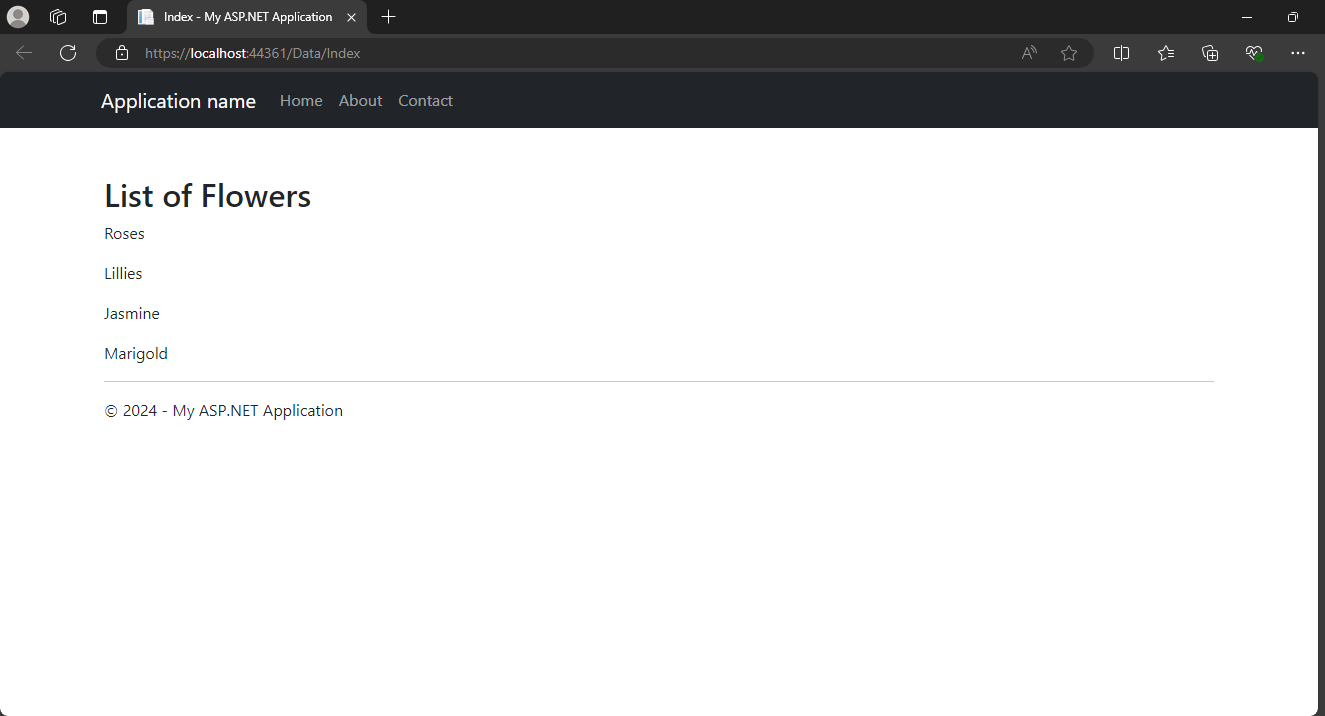 Index - My ASP.NET Application
https://localhost:44361/Data/Index
Application name Home About Contact
List of Flowers
Roses
Lillies
Jasmine
Marigold
© 2024 - My ASP.NET Application